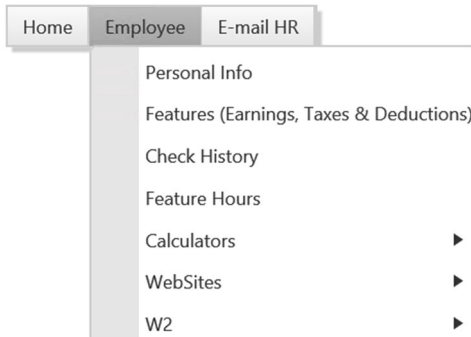 Home Employee E-mail HR
Personal Info
Features (Earnings, Taxes & Deductions)
Check History
Feature Hours
Calculators
WebSites
W2